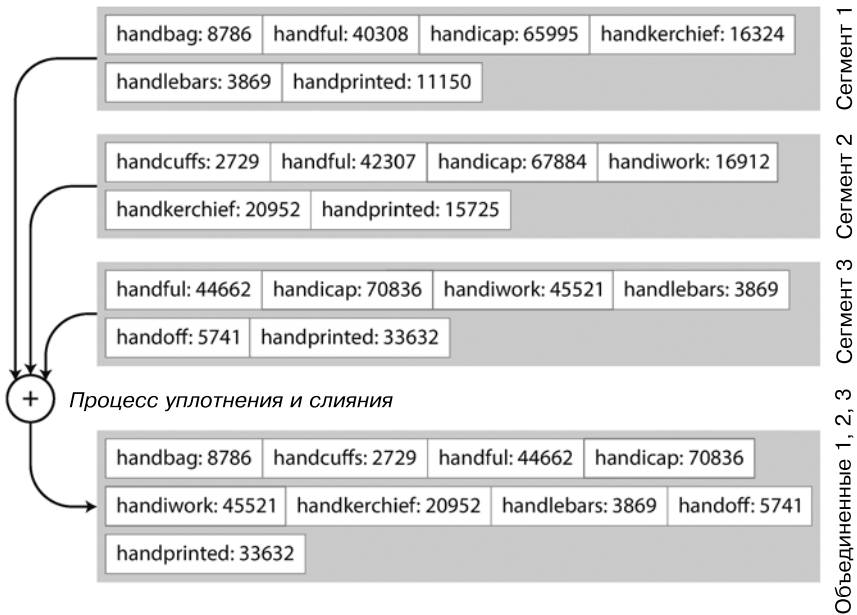 handbag: 8786 handful: 40308 handicap: 65995 handkerchief: 16324
handlebars: 3869 handprinted: 11150
Сегмент 1
handcuffs: 2729 handful: 42307 handicap: 67884 handiwork: 16912
handkerchief: 20952 handprinted: 15725
Сегмент 2
handful: 44662 handicap: 70836 handiwork: 45521 handlebars: 3869
handoff: 5741 handprinted: 33632
Сегмент 3
+ Процесс уплотнения и слияния
handbag: 8786 handcuffs: 2729 handful: 44662 handicap: 70836
handiwork: 45521 handkerchief: 20952 handlebars: 3869 handoff: 5741
handprinted: 33632
Объединенные 1, 2, 3